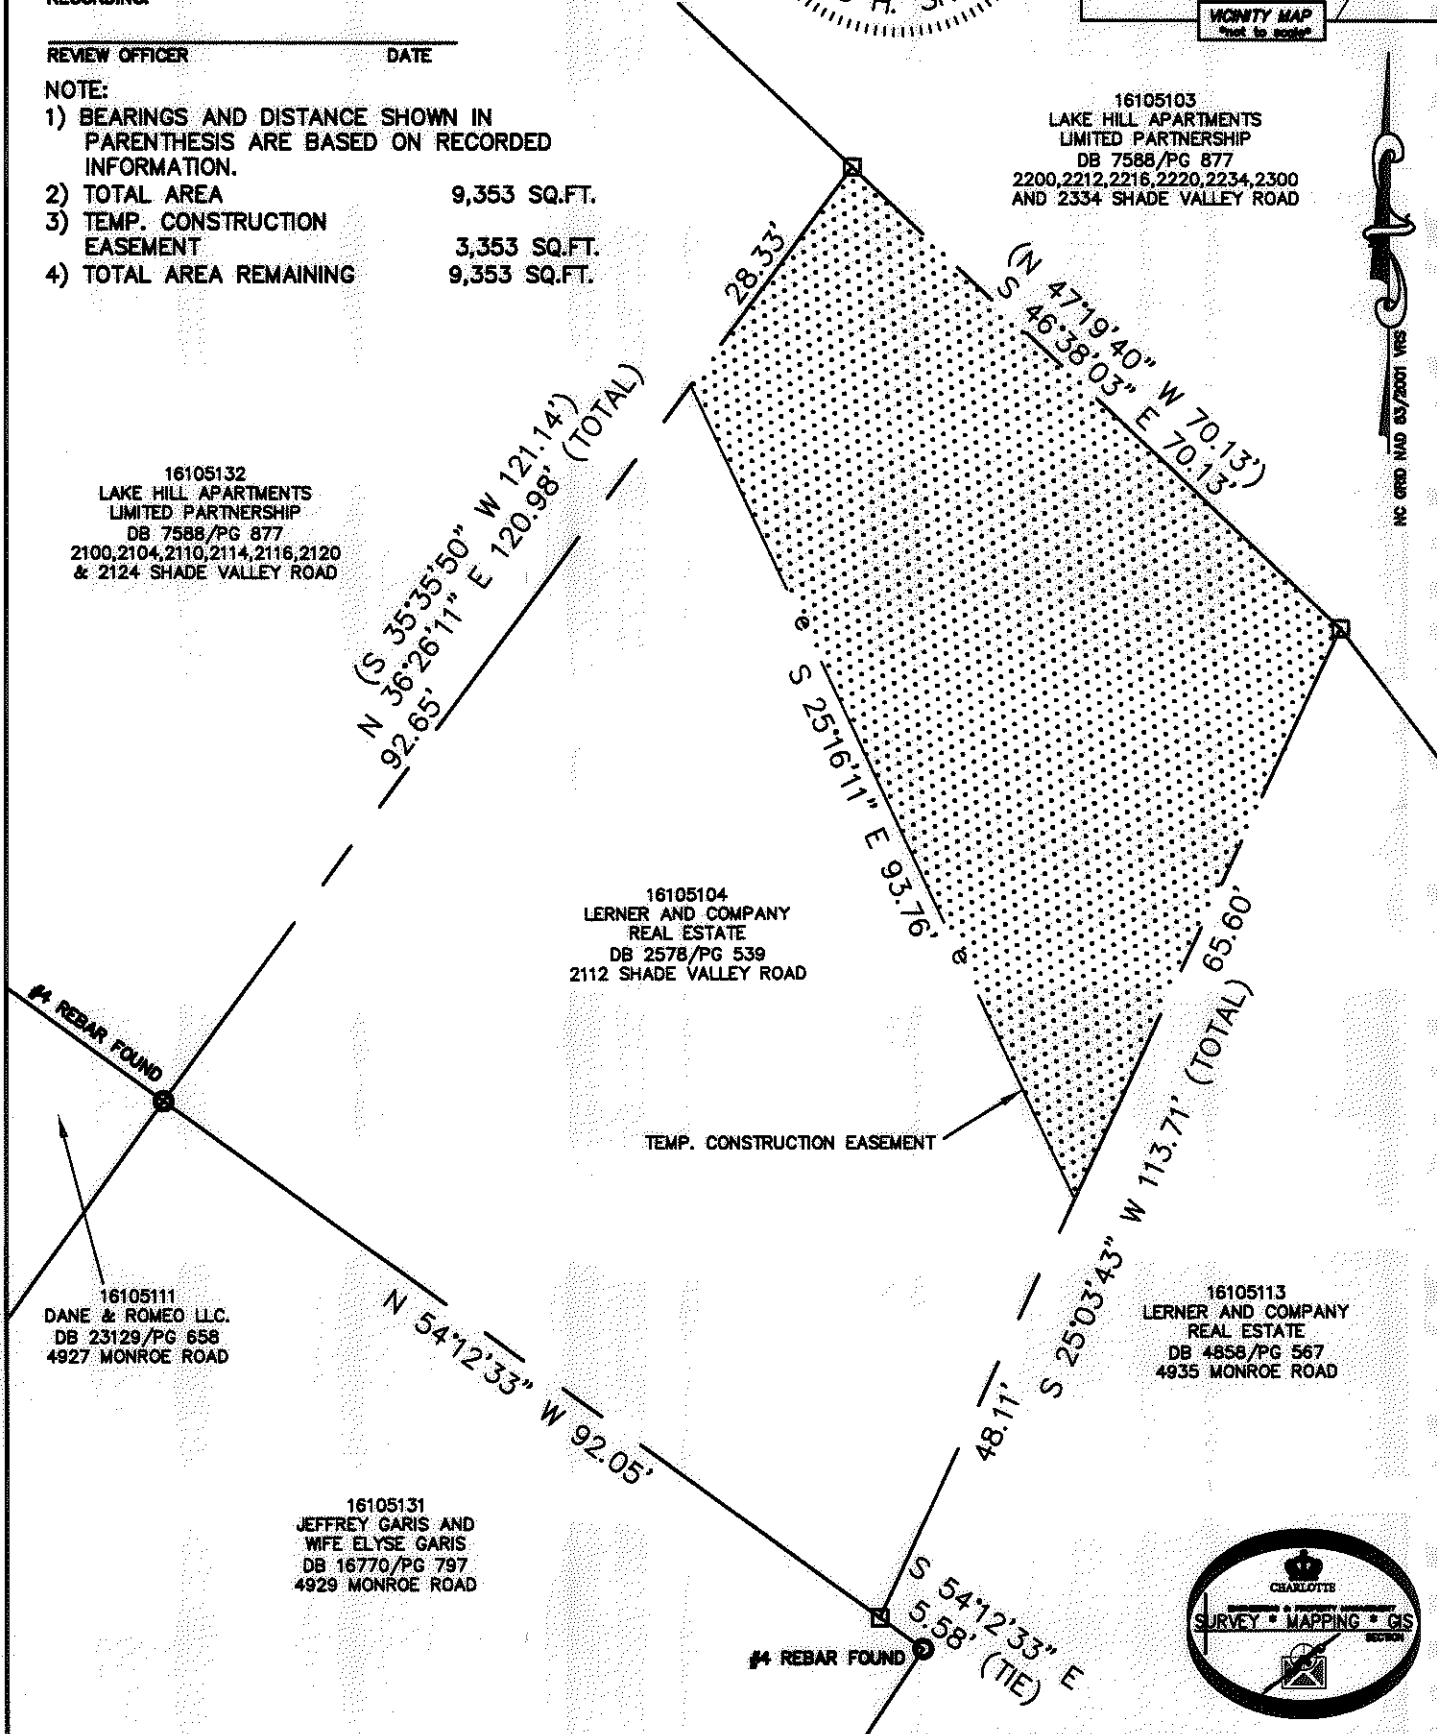 RECORDING.
REVIEW OFFICER DATE
NOTE:
1) BEARINGS AND DISTANCE SHOWN IN
PARENTHESIS ARE BASED ON RECORDED
INFORMATION.
2) TOTAL AREA 9,353 SQ.FT.
3) TEMP. CONSTRUCTION
EASEMENT 3,353 SQ.FT.
4) TOTAL AREA REMAINING 9,353 SQ.FT.
H.
VICINITY MAP
"not to scale"
16105103
LAKE HILL APARTMENTS
LIMITED PARTNERSHIP
DB 7588/PG 877
2200,2212,2216,2220,2234,2300
AND 2334 SHADE VALLEY ROAD
NC GRID NAD 83/2001 VRS
28.33'
(N 47°19'40" W 70.13')
S 46°38'03" E 70.13'
(S 35°35'50" W 121.14')
N 36°26'11" E 120.98' (TOTAL)
92.65'
16105132
LAKE HILL APARTMENTS
LIMITED PARTNERSHIP
DB 7588/PG 877
2100,2104,2110,2114,2116,2120
& 2124 SHADE VALLEY ROAD
e
S 25°16'11" E 93.76'
e
16105104
LERNER AND COMPANY
REAL ESTATE
DB 2578/PG 539
2112 SHADE VALLEY ROAD
65.60'
S 25°03'43" W 113.71' (TOTAL)
48.11'
#4 REBAR FOUND
TEMP. CONSTRUCTION EASEMENT
16105111
DANE & ROMEO LLC.
DB 23129/PG 658
4927 MONROE ROAD
N 54°12'33" W 92.05'
16105113
LERNER AND COMPANY
REAL ESTATE
DB 4858/PG 567
4935 MONROE ROAD
16105131
JEFFREY GARIS AND
WIFE ELYSE GARIS
DB 16770/PG 797
4929 MONROE ROAD
S 54°12'33" E
5.58' (TIE)
#4 REBAR FOUND
CHARLOTTE
ENGINEERING & PROPERTY MANAGEMENT
SURVEY * MAPPING * GIS
SECTION